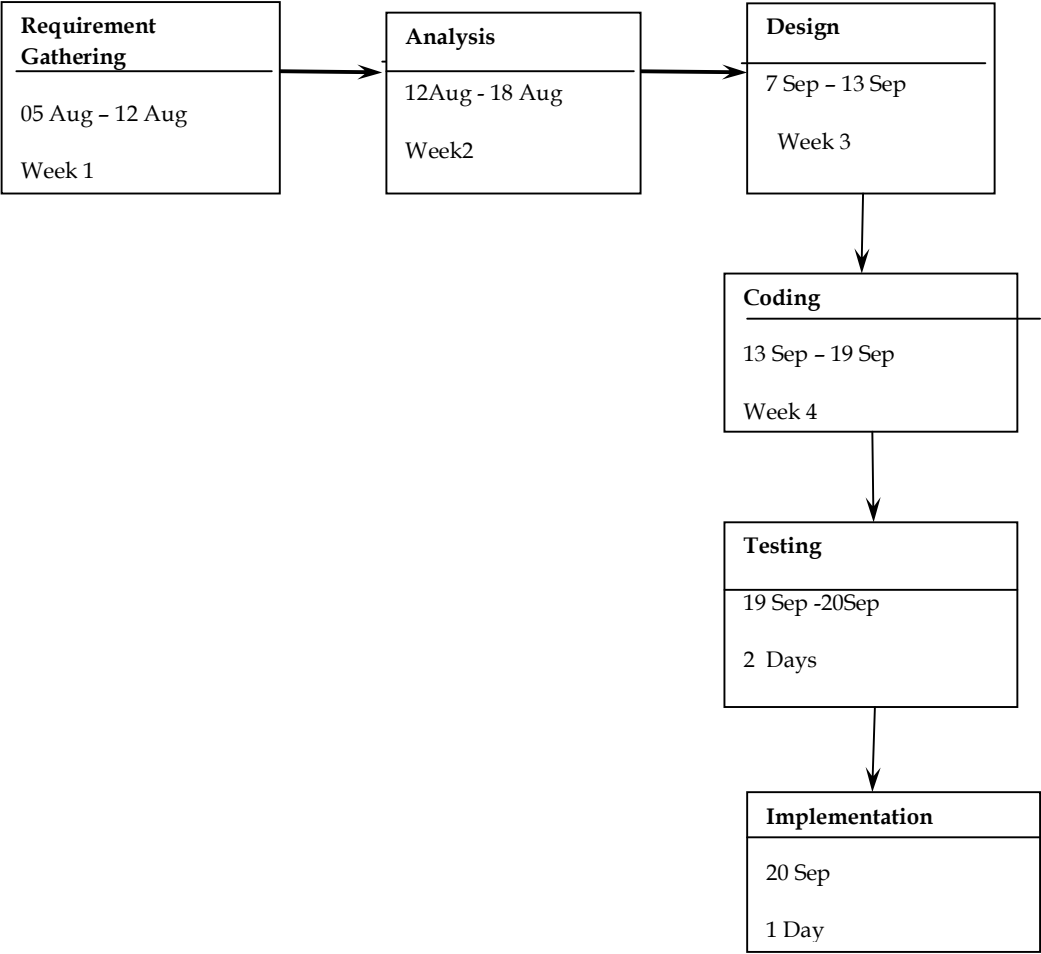 Requirement
Gathering
05 Aug – 12 Aug
Week 1
Analysis
12Aug - 18 Aug
Week2
Design
7 Sep – 13 Sep
Week 3
Coding
13 Sep – 19 Sep
Week 4
Testing
19 Sep -20Sep
2  Days
Implementation
20 Sep
1 Day